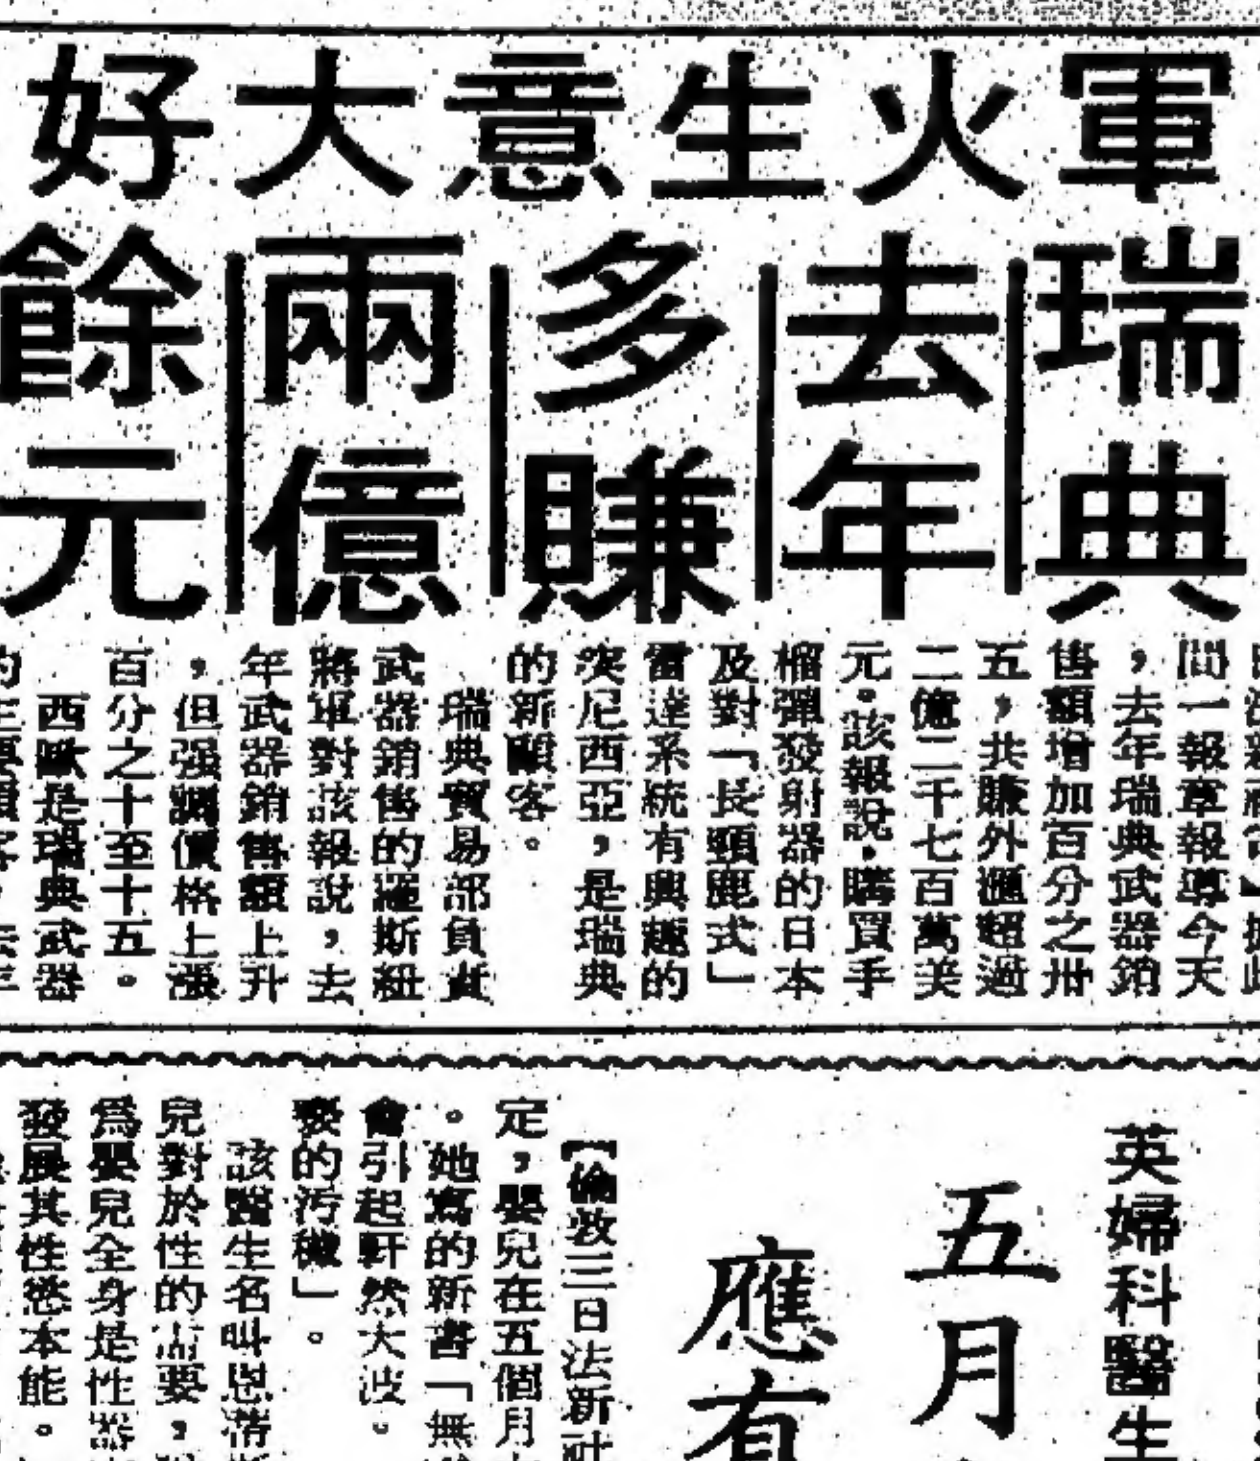 軍火生意大好
瑞典
去年
多賺
兩億
餘元
間一報章報導今天
，去年瑞典武器銷
售額增加百分之卅
五，共賺外滙超過
二億二千七百萬美
元。該報說，購買手
榴彈發射器的日本
及對「長頸鹿式」
雷達系統有興趣的
突尼西亞，是瑞典
的新顧客。
瑞典貿易部負責
武器銷售的羅斯紐
將軍對該報說，去
年武器銷售額上升
，但强調價格上漲
百分之十至十五。
西歐是瑞典武器
的主要顧客，去年
英婦科醫生
五月
應有
【倫敦三日法新社
定，嬰兒在五個月
。她寫的新書「無
會引起軒然大波。
的污穢」。
該醫生名叫恩
兒對於性的需要，
為嬰兒全身是性器
發展其性慾本能。